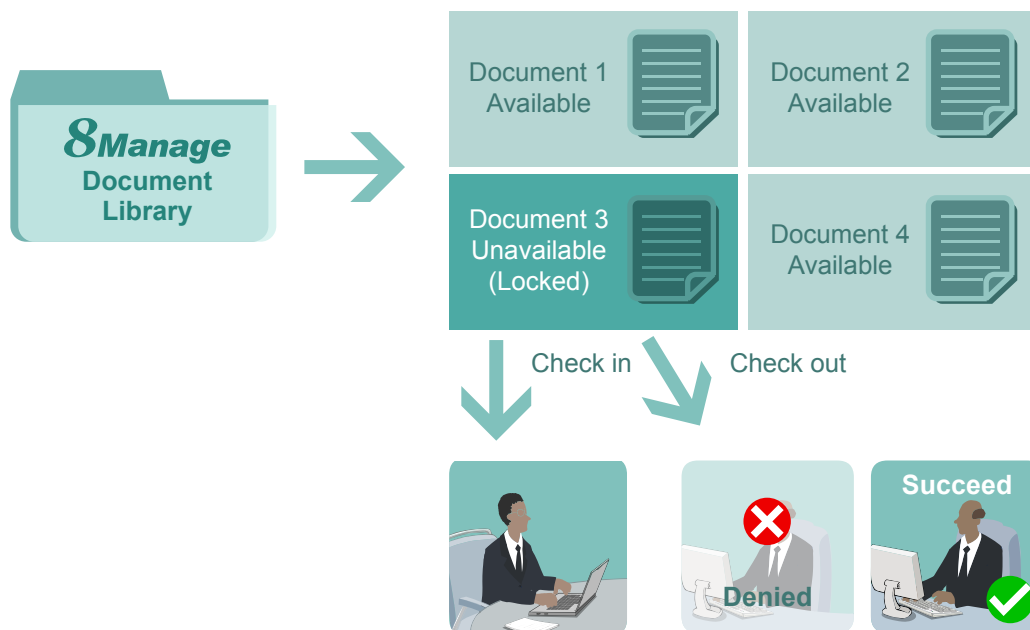 8Manage
Document
Library
Document 1
Available
Document 2
Available
Document 3
Unavailable
(Locked)
Document 4
Available
Check in
Check out
Denied
Succeed